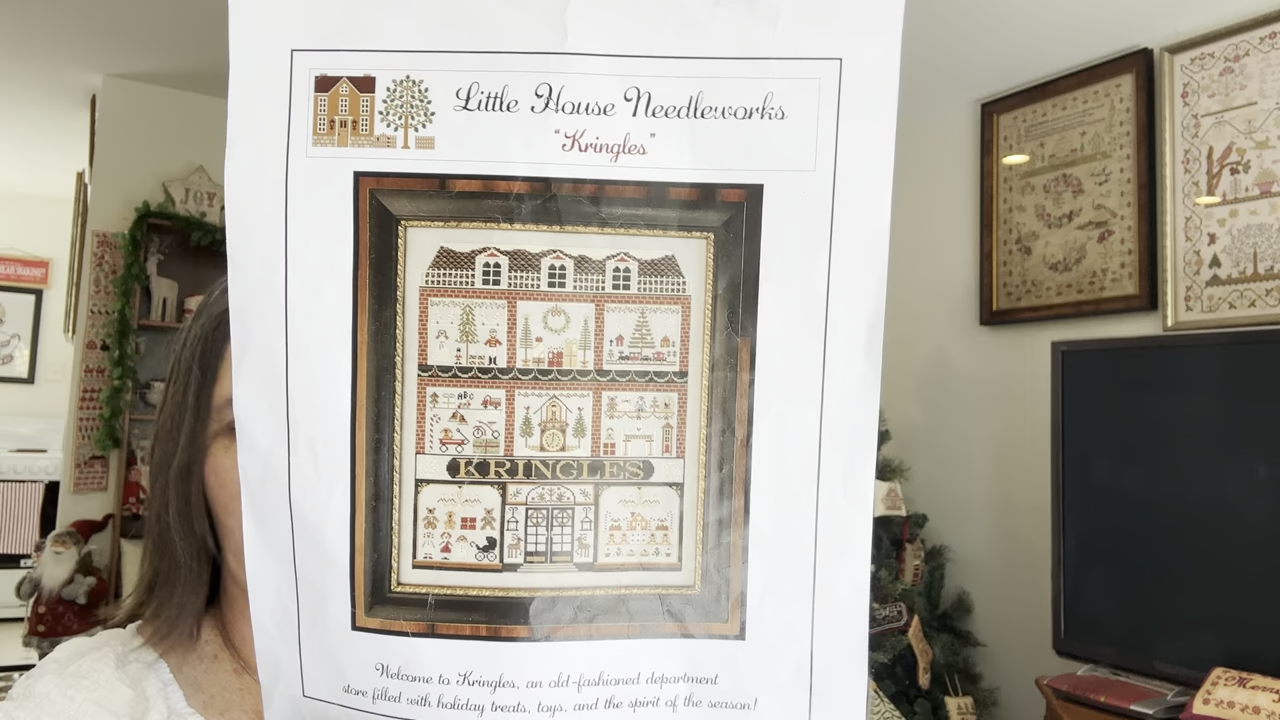 Little House Needleworks
"Kringles"
JOY
ABC
KRINGLES
Welcome to Kringles, an old-fashioned department
store filled with holiday treats, toys, and the spirit of the season!
Merry